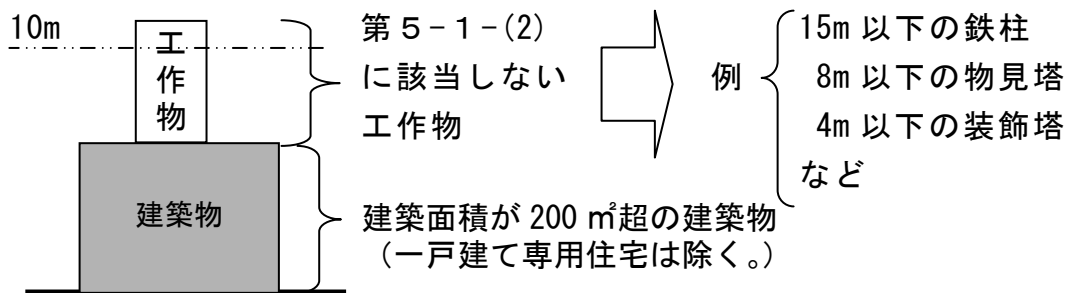 10m
工作物
第５−１−(2)
に該当しない
工作物
例
15m 以下の鉄柱
8m 以下の物見塔
4m 以下の装飾塔
など
建築物
建築面積が 200 ㎡超の建築物
（一戸建て専用住宅は除く。）